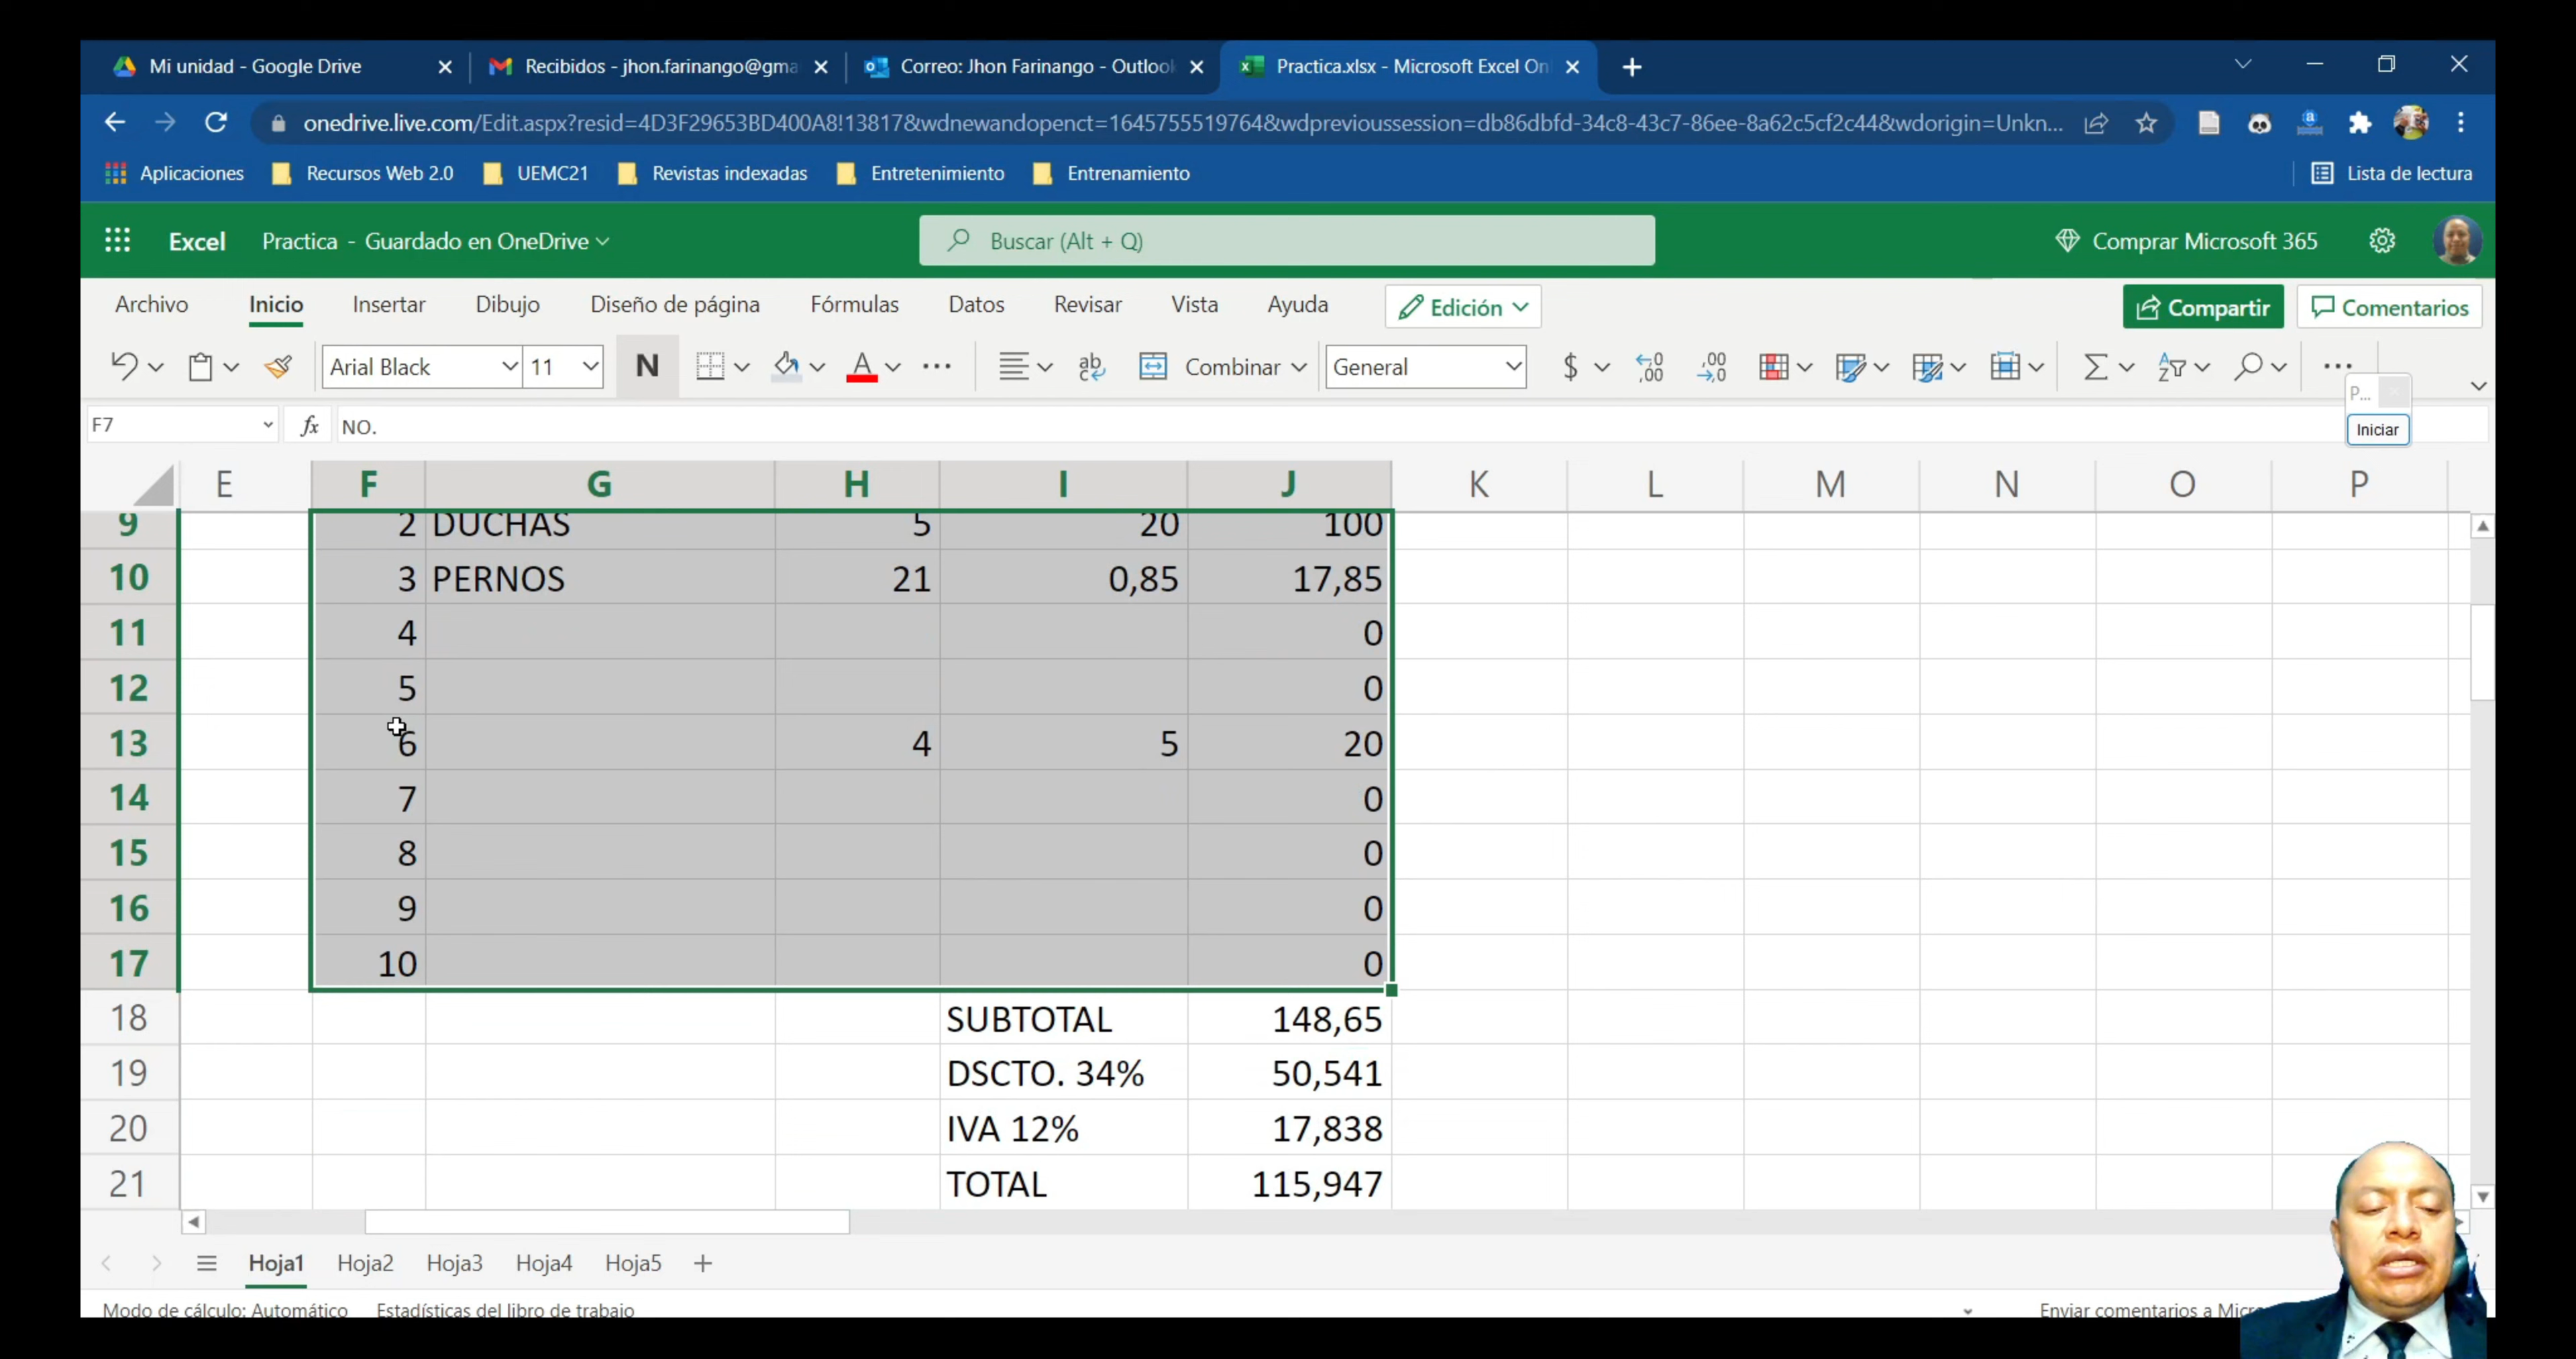 Mi unidad - Google Drive
Recibidos - jhon.farinango@gma
Correo: Jhon Farinango - Outlook
Practica.xlsx - Microsoft Excel On
onedrive.live.com/Edit.aspx?resid=4D3F29653BD400A8!13817&wdnewandopenct=1645755519764&wdprevioussession=db86dbfd-34c8-43c7-86ee-8a62c5cf2c44&wdorigin=Unkn...
Aplicaciones Recursos Web 2.0 UEMC21 Revistas indexadas Entretenimiento Entrenamiento Lista de lectura
Excel Practica - Guardado en OneDrive Buscar (Alt + Q) Comprar Microsoft 365
Archivo Inicio Insertar Dibujo Diseño de página Fórmulas Datos Revisar Vista Ayuda Edición Compartir Comentarios
Arial Black 11 N Combinar General
P...
F7 fx NO. Iniciar
E F G H I J K L M N O P
9 2 DUCHAS 5 20 100
10 3 PERNOS 21 0,85 17,85
11 4 0
12 5 0
13 6 4 5 20
14 7 0
15 8 0
16 9 0
17 10 0
18 SUBTOTAL 148,65
19 DSCTO. 34% 50,541
20 IVA 12% 17,838
21 TOTAL 115,947
Hoja1 Hoja2 Hoja3 Hoja4 Hoja5
Modo de cálculo: Automático Estadísticas del libro de trabajo Enviar comentarios a Micro